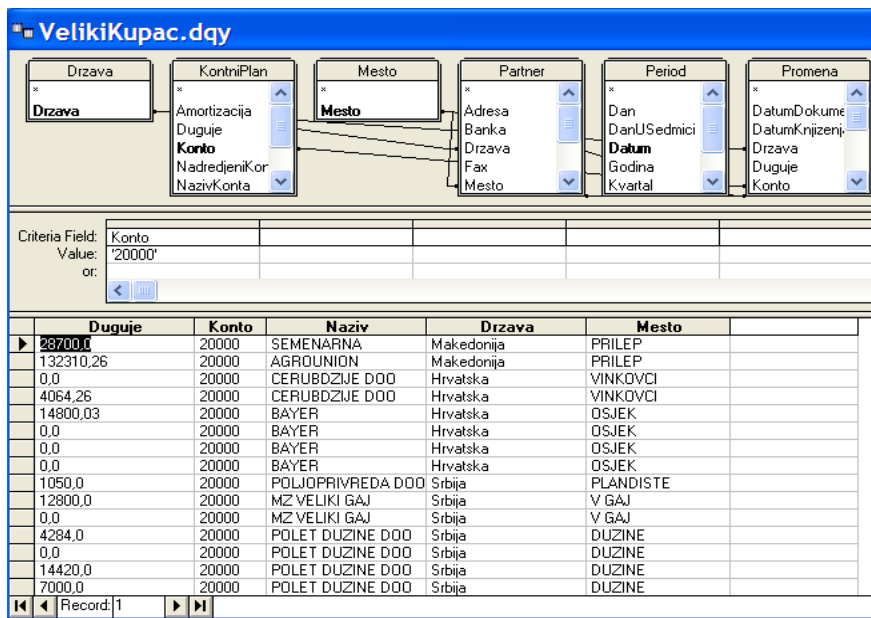 VelikiKupac.dqy
Drzava KontniPlan Mesto Partner Period Promena
* * * * * *
Drzava Amortizacija Mesto Adresa Dan DatumDokume
Duguje Banka DanUSedmici DatumKnjizenj
Konto Drzava Datum Drzava
NadredjeniKor Fax Godina Duguje
NazivKonta Mesto Kvartal Konto
Criteria Field: Konto
Value: '20000'
or:
Duguje Konto Naziv Drzava Mesto
28700,0 20000 SEMENARNA Makedonija PRILEP
132310,26 20000 AGROUNION Makedonija PRILEP
0,0 20000 CERUBDZIJE DOO Hrvatska VINKOVCI
4064,26 20000 CERUBDZIJE DOO Hrvatska VINKOVCI
14800,03 20000 BAYER Hrvatska OSJEK
0,0 20000 BAYER Hrvatska OSJEK
0,0 20000 BAYER Hrvatska OSJEK
0,0 20000 BAYER Hrvatska OSJEK
1050,0 20000 POLJOPRIVREDA DOO Srbija PLANDISTE
12800,0 20000 MZ VELIKI GAJ Srbija V GAJ
0,0 20000 MZ VELIKI GAJ Srbija V GAJ
4284,0 20000 POLET DUZINE DOO Srbija DUZINE
0,0 20000 POLET DUZINE DOO Srbija DUZINE
14420,0 20000 POLET DUZINE DOO Srbija DUZINE
7000,0 20000 POLET DUZINE DOO Srbija DUZINE
Record: 1